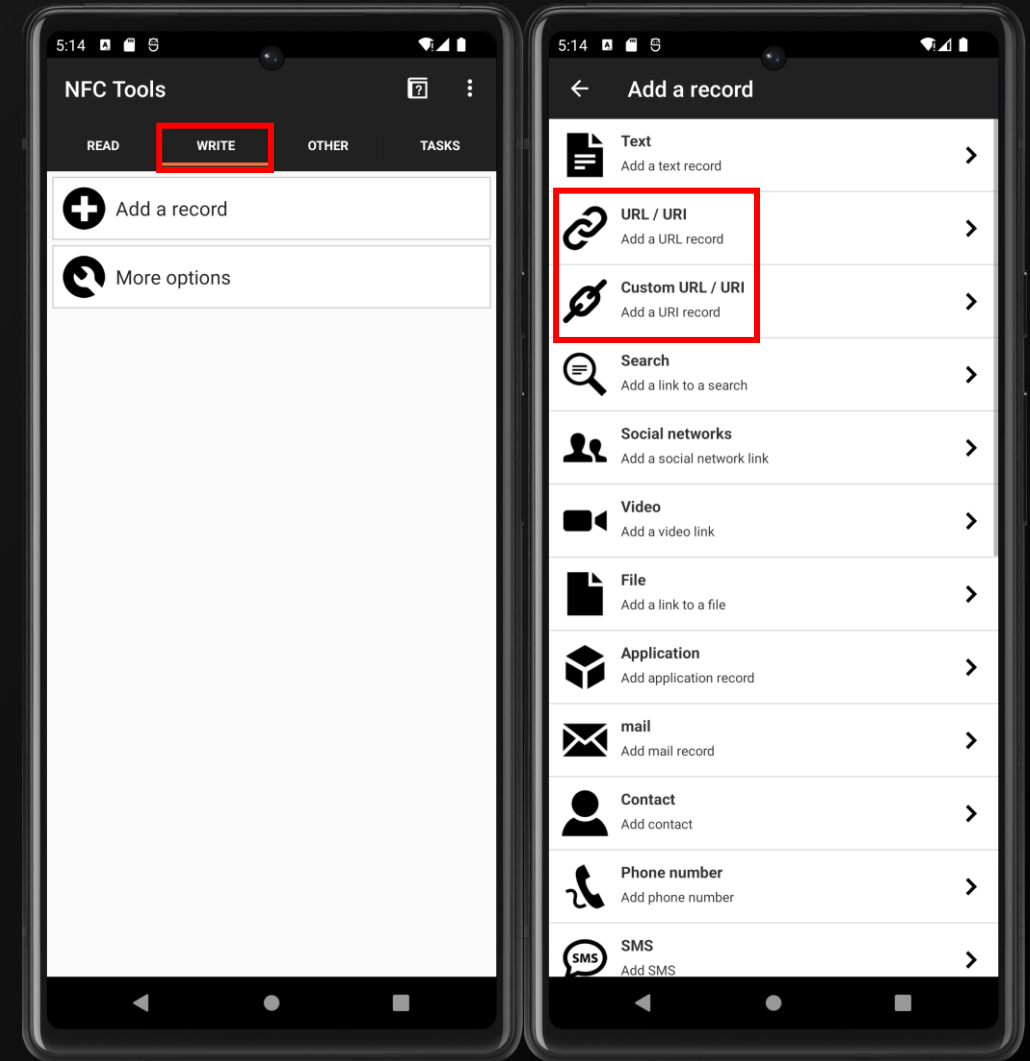 5:14
NFC Tools
?
READ WRITE OTHER TASKS
Add a record
More options
5:14
Add a record
Text
Add a text record
URL / URI
Add a URL record
Custom URL / URI
Add a URI record
Search
Add a link to a search
Social networks
Add a social network link
Video
Add a video link
File
Add a link to a file
Application
Add application record
mail
Add mail record
Contact
Add contact
Phone number
Add phone number
SMS
SMS
Add SMS